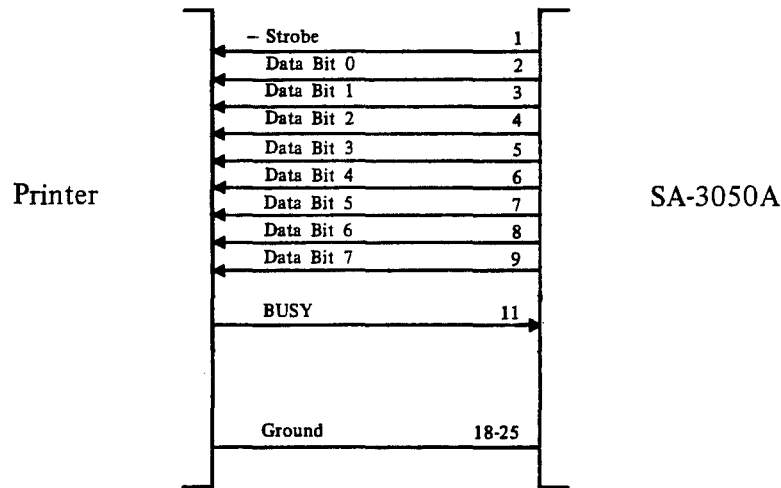 – Strobe 1
Data Bit 0 2
Data Bit 1 3
Data Bit 2 4
Data Bit 3 5
Data Bit 4 6
Printer SA-3050A
Data Bit 5 7
Data Bit 6 8
Data Bit 7 9
BUSY 11
Ground 18-25